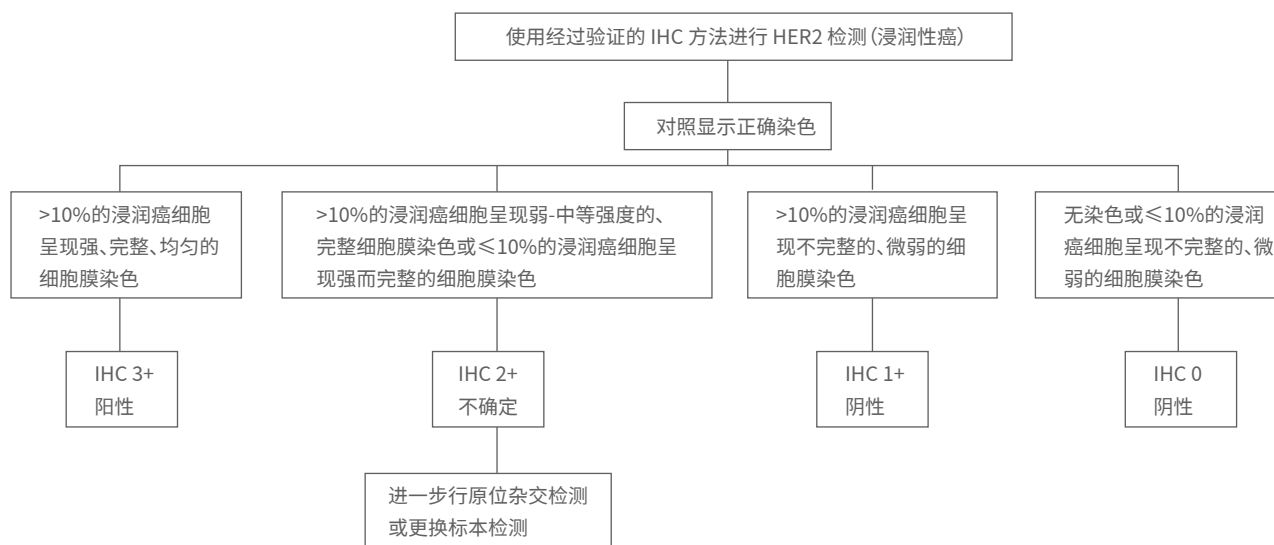 使用经过验证的 IHC 方法进行 HER2 检测（浸润性癌）
对照显示正确染色
>10%的浸润癌细胞
呈现强、完整、均匀的
细胞膜染色
>10%的浸润癌细胞呈现弱-中等强度的、
完整细胞膜染色或≤10%的浸润癌细胞呈
现强而完整的细胞膜染色
>10%的浸润癌细胞呈
现不完整的、微弱的细
胞膜染色
无染色或≤10%的浸润
癌细胞呈现不完整的、微
弱的细胞膜染色
IHC 3+
阳性
IHC 2+
不确定
IHC 1+
阴性
IHC 0
阴性
进一步行原位杂交检测
或更换标本检测